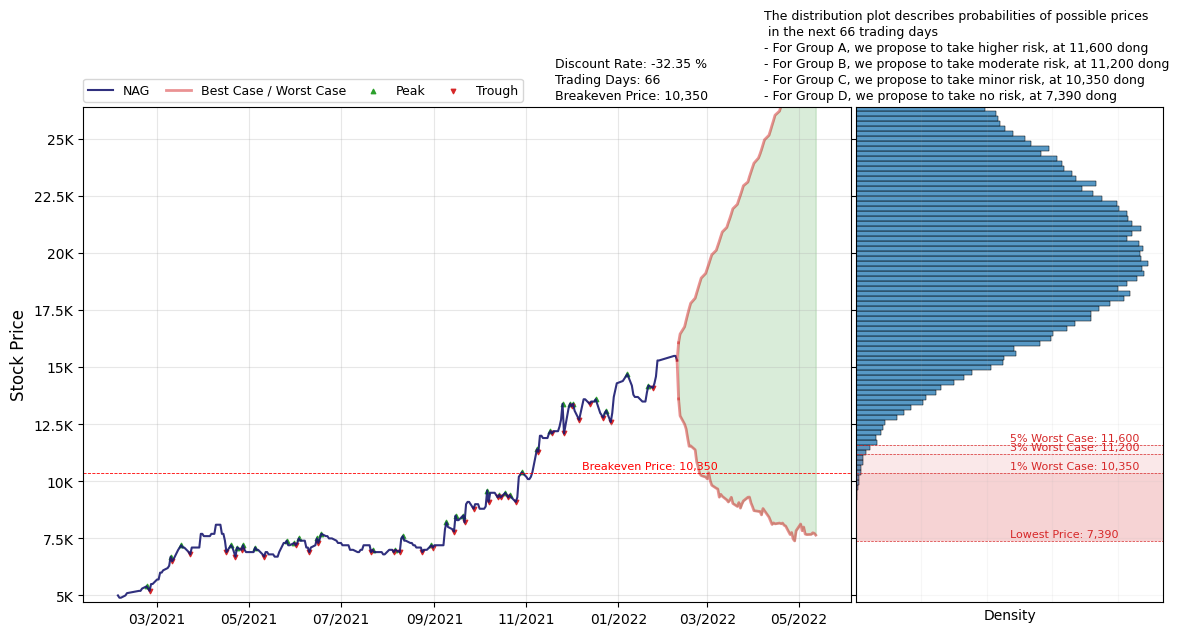 The distribution plot describes probabilities of possible prices
in the next 66 trading days
- For Group A, we propose to take higher risk, at 11,600 dong
- For Group B, we propose to take moderate risk, at 11,200 dong
- For Group C, we propose to take minor risk, at 10,350 dong
- For Group D, we propose to take no risk, at 7,390 dong
Discount Rate: -32.35 %
Trading Days: 66
Breakeven Price: 10,350
NAG
Best Case / Worst Case
Peak
Trough
Stock Price
25K
22.5K
20K
17.5K
15K
12.5K
10K
7.5K
5K
Breakeven Price: 10,350
5% Worst Case: 11,600
3% Worst Case: 11,200
1% Worst Case: 10,350
Lowest Price: 7,390
03/2021
05/2021
07/2021
09/2021
11/2021
01/2022
03/2022
05/2022
Density